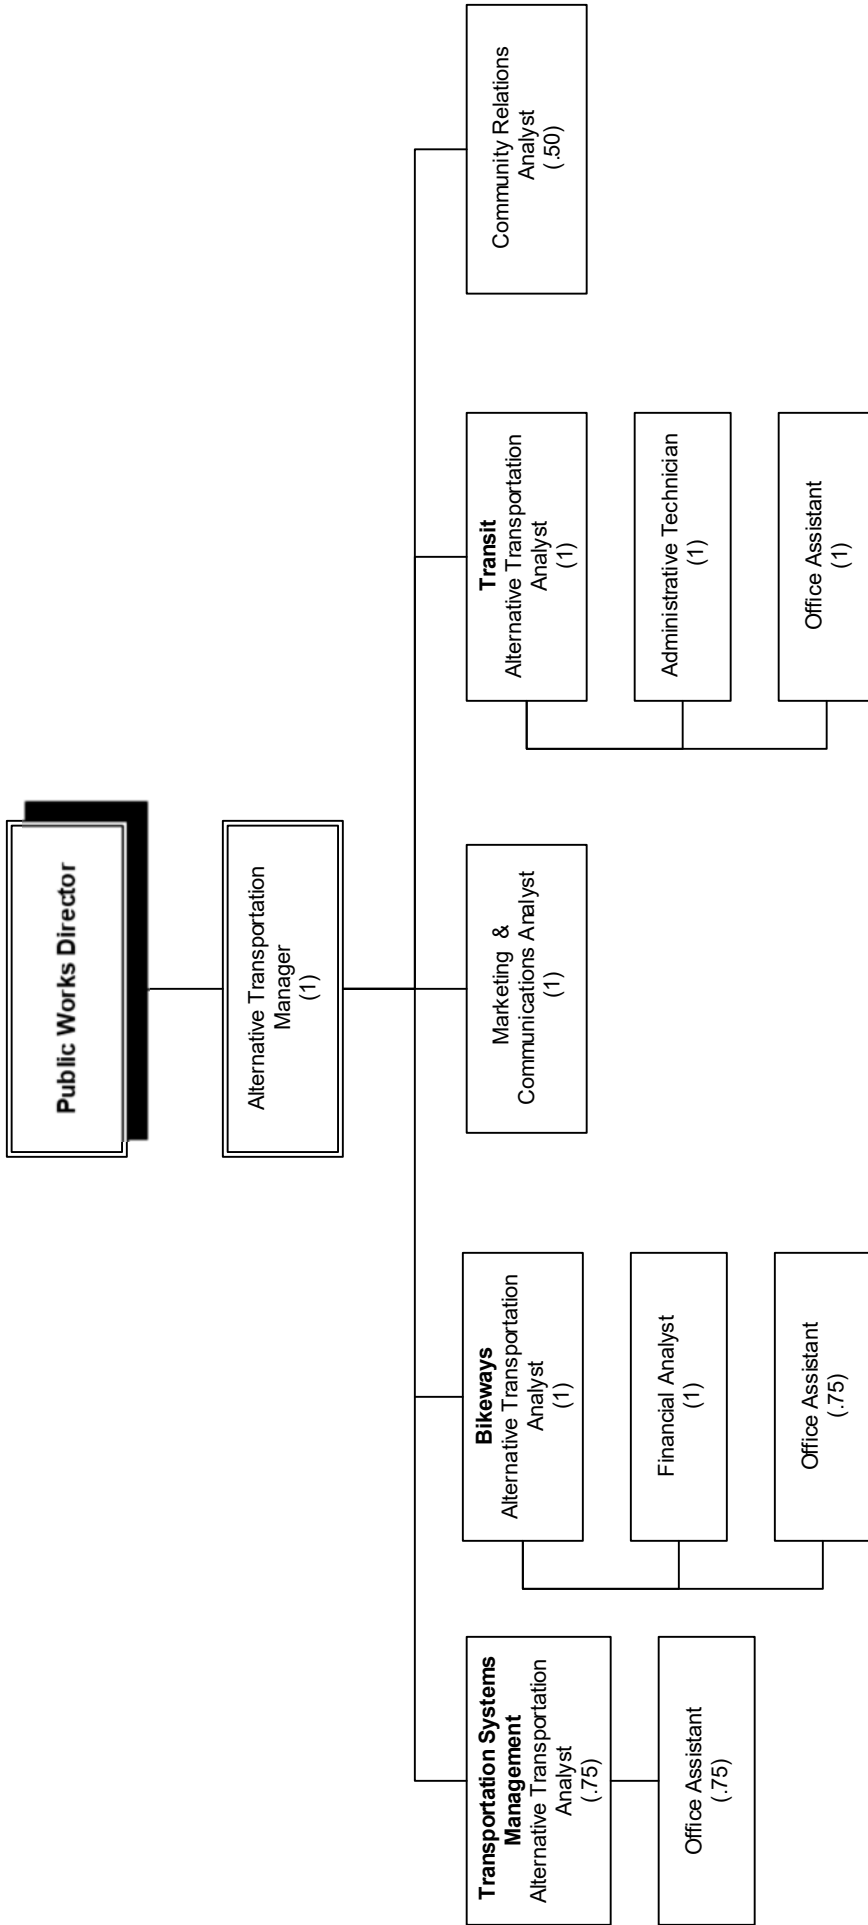 Public Works Director
Alternative Transportation
Manager
(1)
Transportation Systems
Management
Alternative Transportation
Analyst
(.75)
Office Assistant
(.75)
Bikeways
Alternative Transportation
Analyst
(1)
Financial Analyst
(1)
Office Assistant
(.75)
Marketing &
Communications Analyst
(1)
Transit
Alternative Transportation
Analyst
(1)
Administrative Technician
(1)
Office Assistant
(1)
Community Relations
Analyst
(.50)